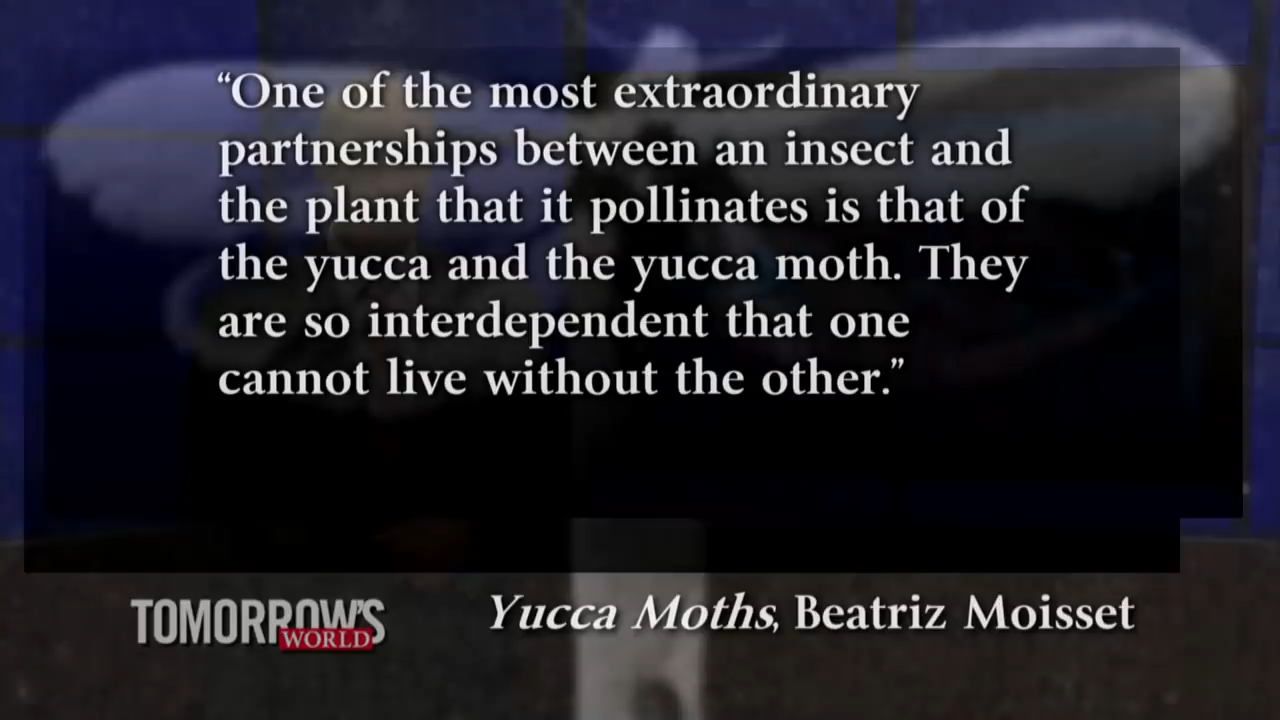 “One of the most extraordinary
partnerships between an insect and
the plant that it pollinates is that of
the yucca and the yucca moth. They
are so interdependent that one
cannot live without the other.”
TOMORROW'S
WORLD
Yucca Moths, Beatriz Moisset